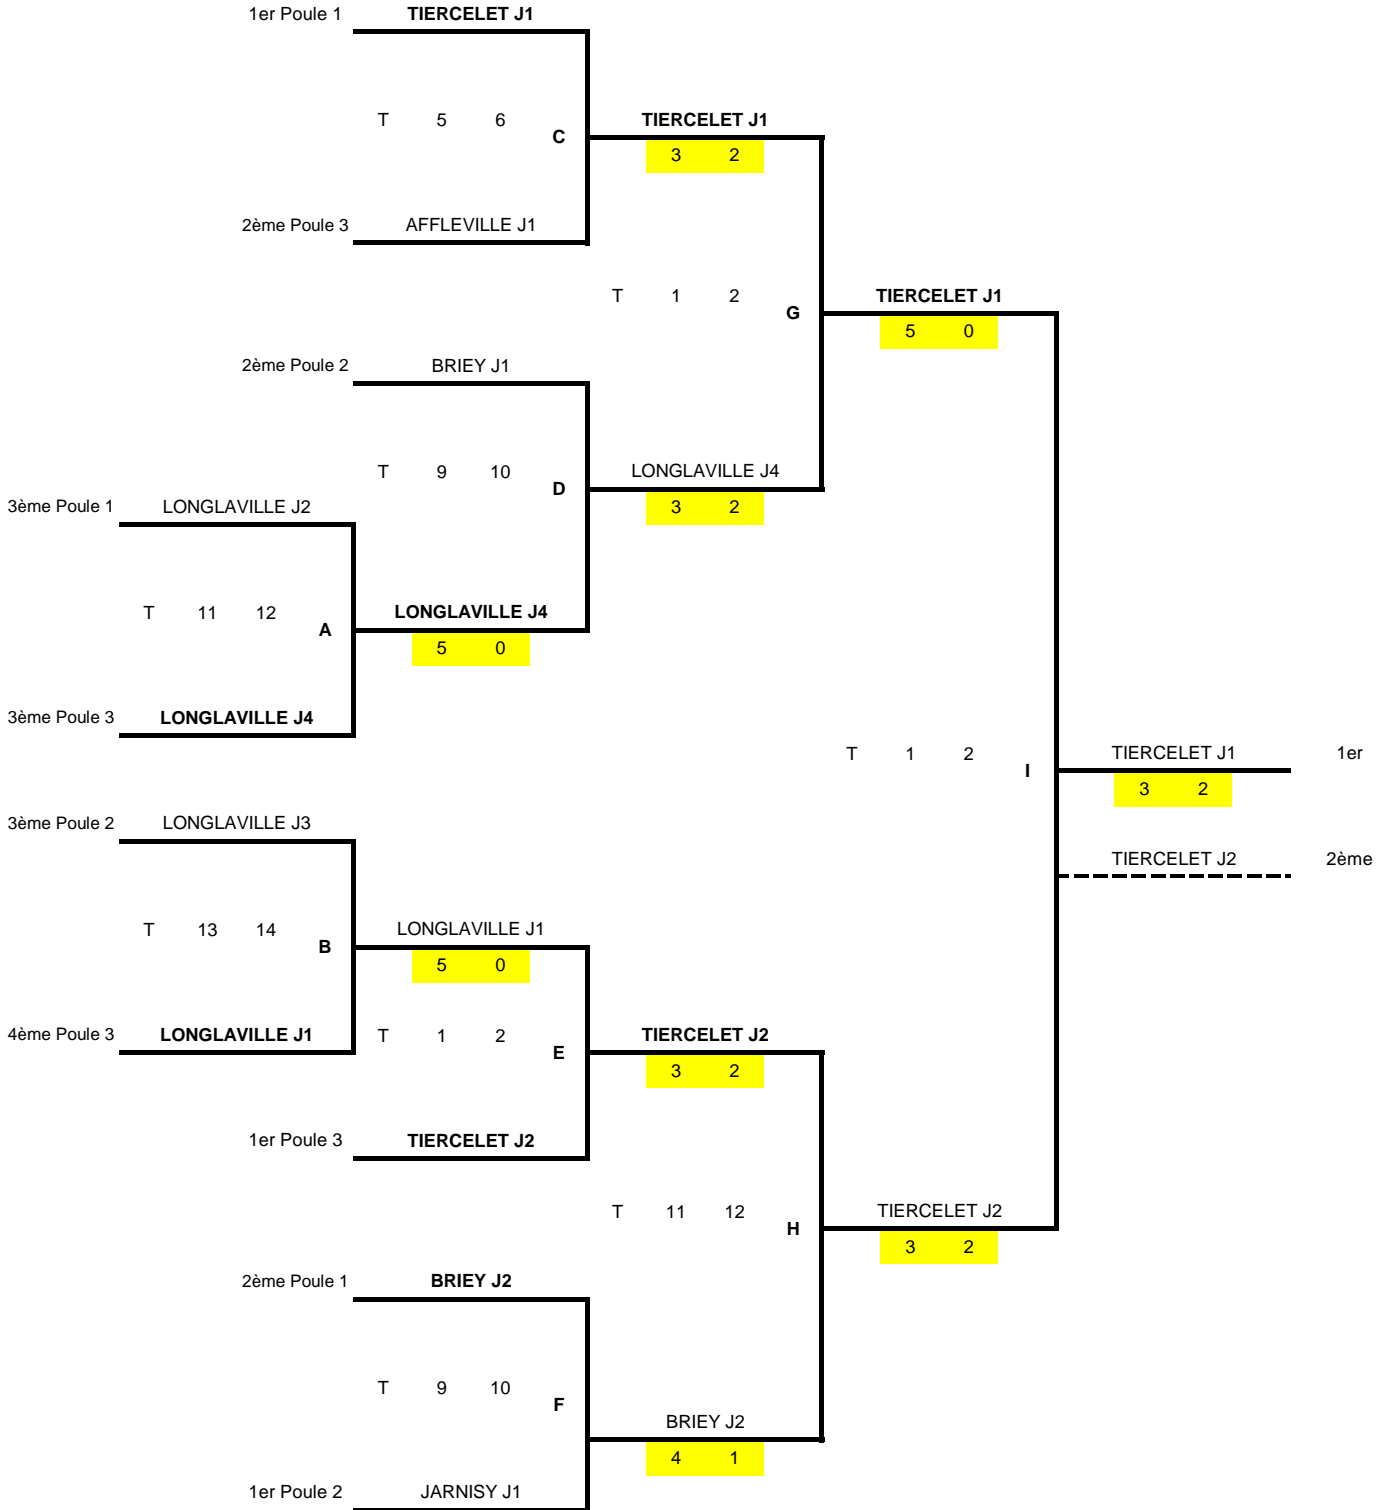 1er Poule 1 TIERCELET J1
T 5 6 C TIERCELET J1
3 2
2ème Poule 3 AFFLEVILLE J1
T 1 2 G TIERCELET J1
5 0
2ème Poule 2 BRIEY J1
T 9 10 D LONGLAVILLE J4
3 2
3ème Poule 1 LONGLAVILLE J2
T 11 12 A LONGLAVILLE J4
5 0
3ème Poule 3 LONGLAVILLE J4
T 1 2 I TIERCELET J1 1er
3 2
3ème Poule 2 LONGLAVILLE J3
TIERCELET J2 2ème
T 13 14 B LONGLAVILLE J1
5 0
4ème Poule 3 LONGLAVILLE J1 T 1 2 E TIERCELET J2
3 2
1er Poule 3 TIERCELET J2
T 11 12 H TIERCELET J2
3 2
2ème Poule 1 BRIEY J2
T 9 10 F BRIEY J2
4 1
1er Poule 2 JARNISY J1